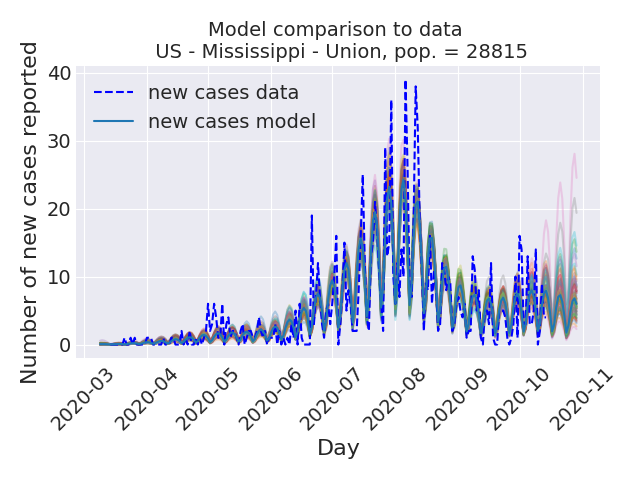 Model comparison to data
US - Mississippi - Union, pop. = 28815
Number of new cases reported
40
30
20
10
0
new cases data
new cases model
2020-03
2020-04
2020-05
2020-06
2020-07
2020-08
2020-09
2020-10
2020-11
Day